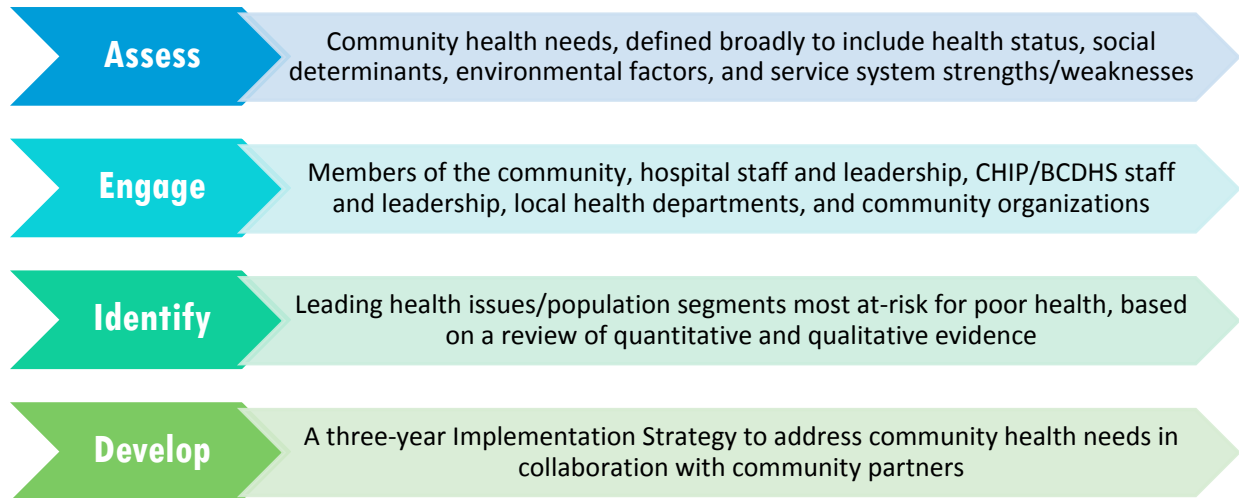 Assess
Community health needs, defined broadly to include health status, social
determinants, environmental factors, and service system strengths/weaknesses
Engage
Members of the community, hospital staff and leadership, CHIP/BCDHS staff
and leadership, local health departments, and community organizations
Identify
Leading health issues/population segments most at-risk for poor health, based
on a review of quantitative and qualitative evidence
Develop
A three-year Implementation Strategy to address community health needs in
collaboration with community partners